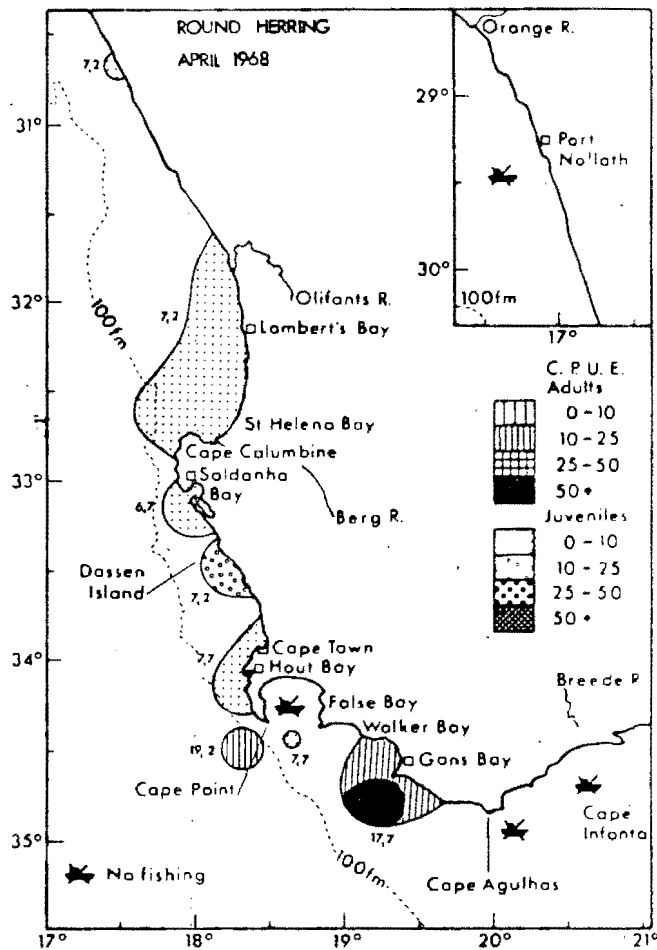 ROUND HERRING
APRIL 1968
Orange R.
29°
Port
Nolloth
30°
100fm
17°
7,2
31°
Olifants R.
32°
100fm
7,2
Lambert's Bay
C. P. U. E.
Adults
0 - 10
10 - 25
25 - 50
50 +
Juveniles
0 - 10
10 - 25
25 - 50
50 +
St Helena Bay
Cape Calumbine
33°
Saldanha
Bay
6,7
Berg R.
Dassen
Island
7,2
7,7
34°
Cape Town
Hout Bay
Breede R
False Bay
Walker Bay
19, 2
7,7
Gans Bay
Cape Point
Cape
Infanta
35°
17,7
100fm
No fishing
Cape Agulhas
17°
18°
19°
20°
21°